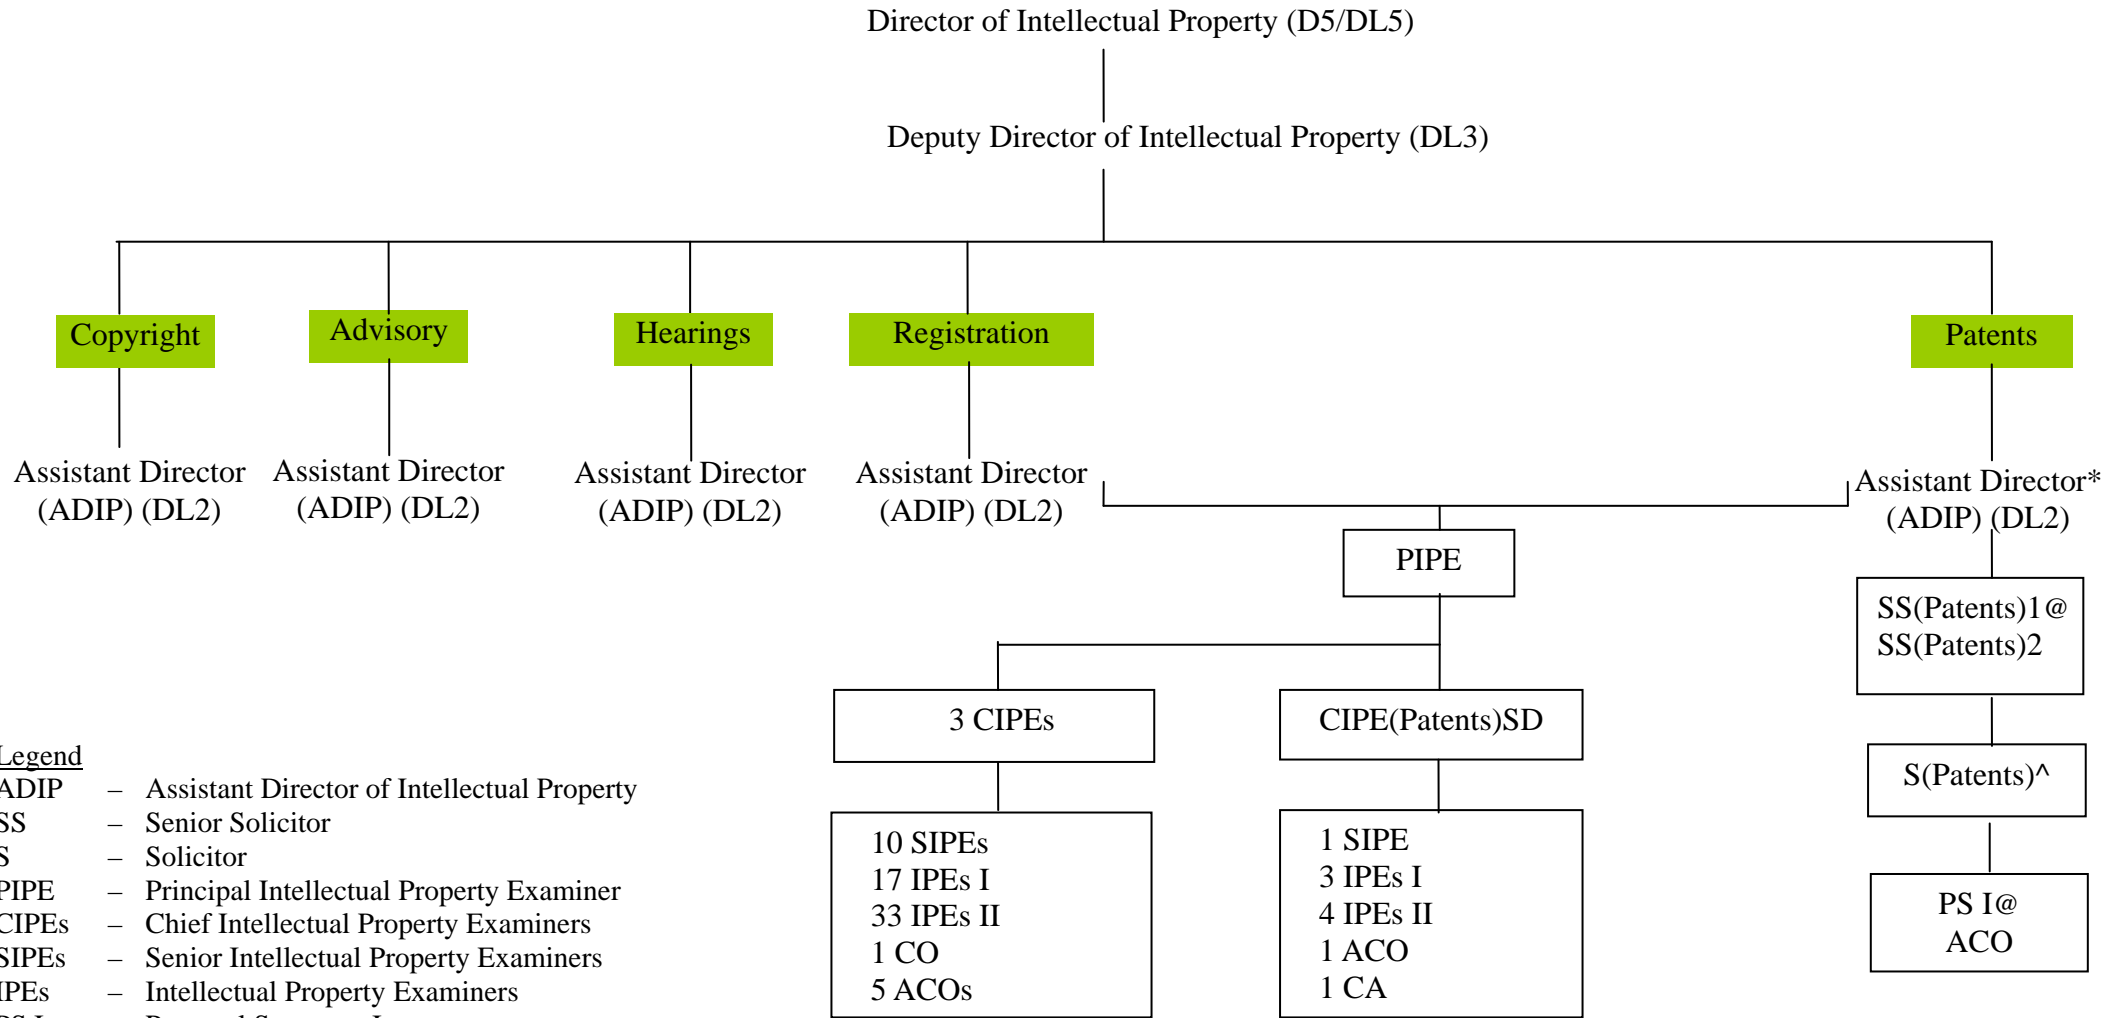 Director of Intellectual Property (D5/DL5)
Deputy Director of Intellectual Property (DL3)
Copyright
Advisory
Hearings
Registration
Patents
Assistant Director
(ADIP) (DL2)
Assistant Director
(ADIP) (DL2)
Assistant Director
(ADIP) (DL2)
Assistant Director
(ADIP) (DL2)
Assistant Director*
(ADIP) (DL2)
PIPE
SS(Patents)1@
SS(Patents)2
3 CIPEs
CIPE(Patents)SD
S(Patents)^
10 SIPEs
17 IPEs I
33 IPEs II
1 CO
5 ACOs
1 SIPE
3 IPEs I
4 IPEs II
1 ACO
1 CA
PS I@
ACO
Legend
ADIP – Assistant Director of Intellectual Property
SS – Senior Solicitor
S – Solicitor
PIPE – Principal Intellectual Property Examiner
CIPEs – Chief Intellectual Property Examiners
SIPEs – Senior Intellectual Property Examiners
IPEs – Intellectual Property Examiners